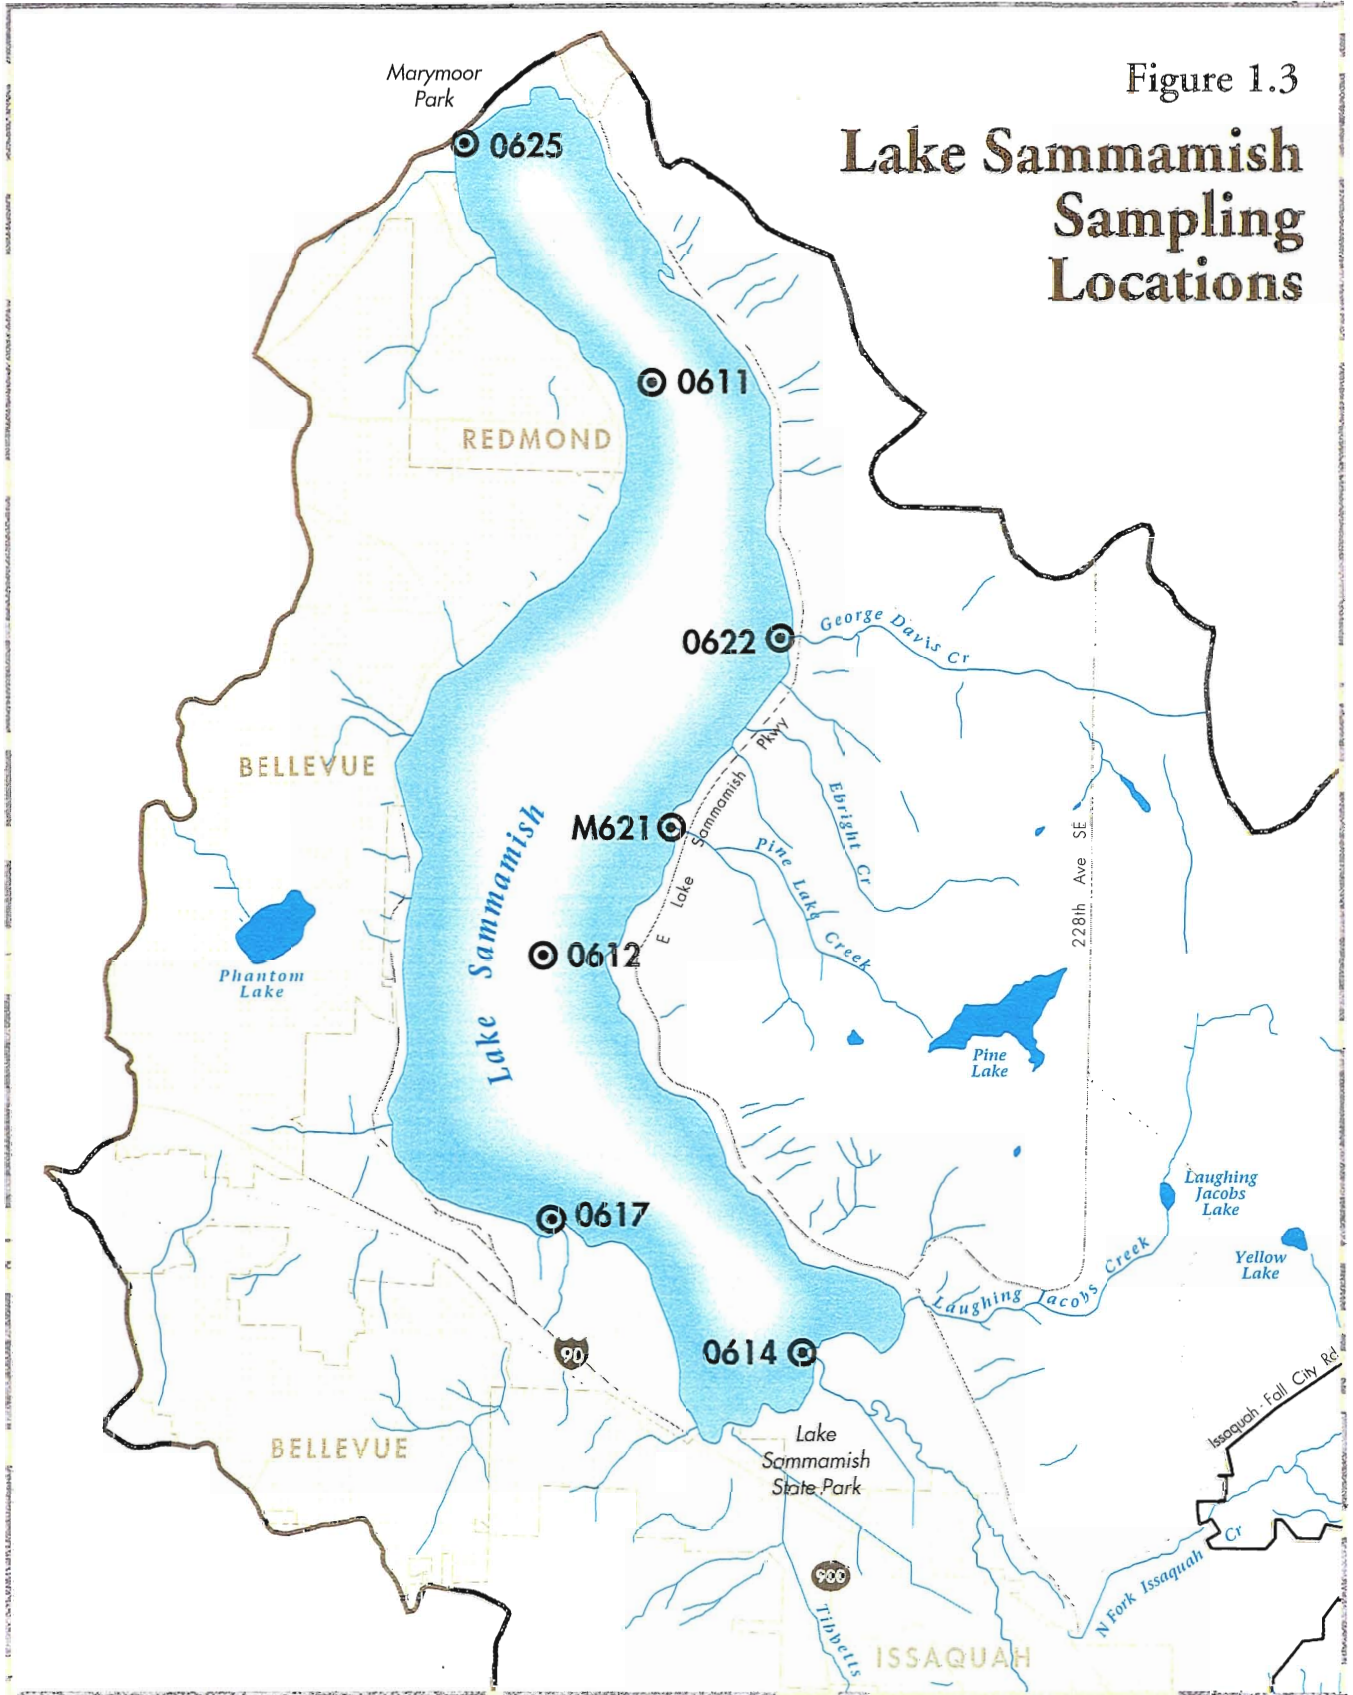 Figure 1.3
Lake Sammamish
Sampling
Locations
Marymoor
Park
0625
0611
REDMOND
0622
George Davis Cr
BELLEVUE
Pkwy
Sammamish
Lake
E
Ebright Cr
M621
Pine Lake Creek
228th Ave SE
Lake Sammamish
0612
Phantom
Lake
Pine
Lake
Laughing
Jacobs
Lake
0617
Yellow
Lake
Laughing Jacobs Creek
90
0614
Issaquah - Fall City Rd
Lake
Sammamish
State Park
BELLEVUE
N Fork Issaquah Cr
900
Tibbetts
ISSAQUAH